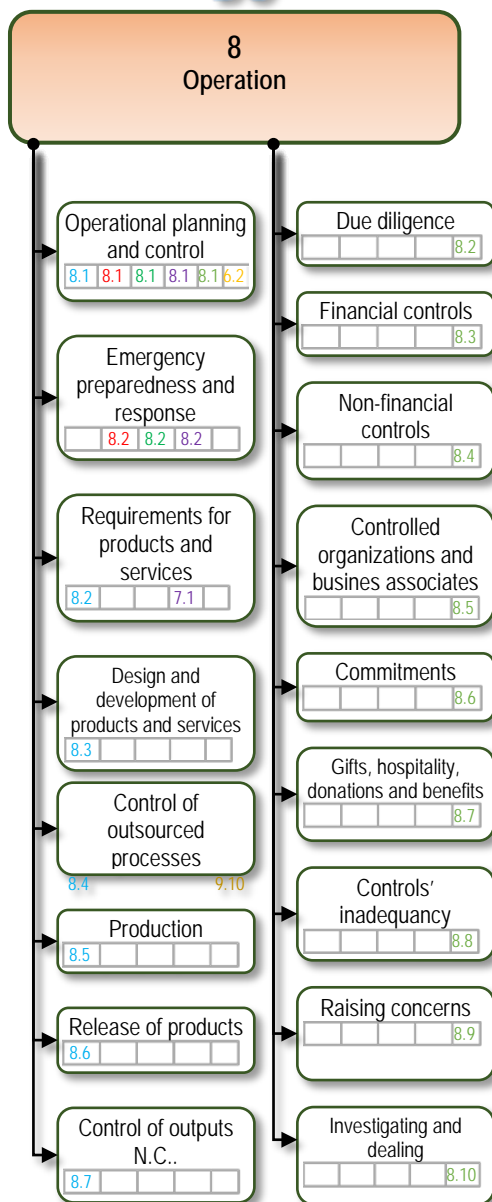 8
Operation
Operational planning
and control
8.1 8.1 8.1 8.1 8.1 6.2
Emergency
preparedness and
response
8.2 8.2 8.2
Requirements for
products and
services
8.2 7.1
Design and
development of
products and services
8.3
Control of
outsourced
processes
8.4 9.10
Production
8.5
Release of products
8.6
Control of outputs
N.C..
8.7
Due diligence
8.2
Financial controls
8.3
Non-financial
controls
8.4
Controlled
organizations and
busines associates
8.5
Commitments
8.6
Gifts, hospitality,
donations and benefits
8.7
Controls'
inadequancy
8.8
Raising concerns
8.9
Investigating and
dealing
8.10